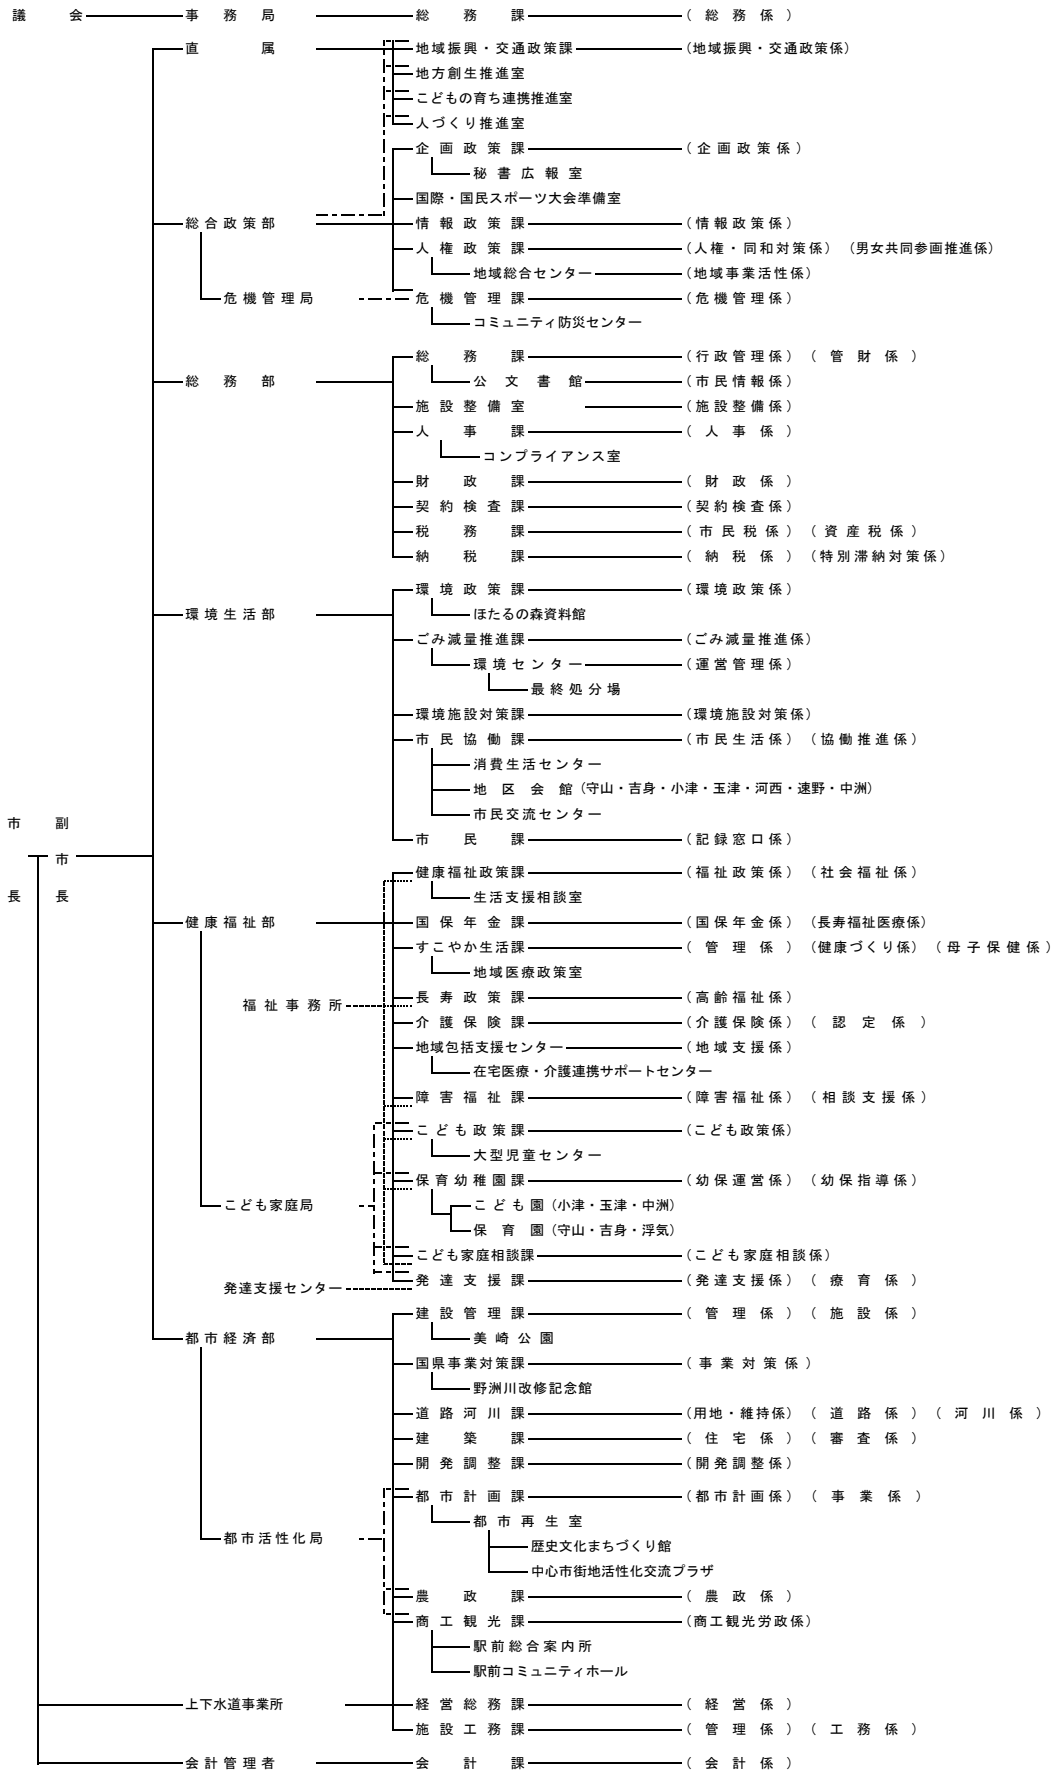 議会 事務局 総務課 (総務係)
直属 地域振興・交通政策課 (地域振興・交通政策係)
地方創生推進室
こどもの育ち連携推進室
人づくり推進室
企画政策課 (企画政策係)
秘書広報室
国際・国民スポーツ大会準備室
総合政策部 情報政策課 (情報政策係)
人権政策課 (人権・同和対策係) (男女共同参画推進係)
地域総合センター (地域事業活性係)
危機管理局 危機管理課 (危機管理係)
コミュニティ防災センター
総務課 (行政管理係) (管財係)
総務部 公文書館 (市民情報係)
施設整備室 (施設整備係)
人事課 (人事係)
コンプライアンス室
財政課 (財政係)
契約検査課 (契約検査係)
税務課 (市民税係) (資産税係)
納税課 (納税係) (特別滞納対策係)
環境政策課 (環境政策係)
環境生活部 ほたるの森資料館
ごみ減量推進課 (ごみ減量推進係)
環境センター (運営管理係)
最終処分場
環境施設対策課 (環境施設対策係)
市民協働課 (市民生活係) (協働推進係)
消費生活センター
地区会館 (守山・吉身・小津・玉津・河西・速野・中洲)
市民交流センター
市長 副市長
市民課 (記録窓口係)
健康福祉政策課 (福祉政策係) (社会福祉係)
生活支援相談室
健康福祉部 国保年金課 (国保年金係) (長寿福祉医療係)
すこやか生活課 (管理係) (健康づくり係) (母子保健係)
地域医療政策室
福祉事務所 長寿政策課 (高齢福祉係)
介護保険課 (介護保険係) (認定係)
地域包括支援センター (地域支援係)
在宅医療・介護連携サポートセンター
障害福祉課 (障害福祉係) (相談支援係)
こども政策課 (こども政策係)
大型児童センター
保育幼稚園課 (幼保運営係) (幼保指導係)
こども家庭局 こども園 (小津・玉津・中洲)
保育園 (守山・吉身・浮気)
こども家庭相談課 (こども家庭相談係)
発達支援センター 発達支援課 (発達支援係) (療育係)
建設管理課 (管理係) (施設係)
都市経済部 美崎公園
国県事業対策課 (事業対策係)
野洲川改修記念館
道路河川課 (用地・維持係) (道路係) (河川係)
建築課 (住宅係) (審査係)
開発調整課 (開発調整係)
都市計画課 (都市計画係) (事業係)
都市再生室
都市活性化局 歴史文化まちづくり館
中心市街地活性化交流プラザ
農政課 (農政係)
商工観光課 (商工観光労政係)
駅前総合案内所
駅前コミュニティホール
上下水道事業所 経営総務課 (経営係)
施設工務課 (管理係) (工務係)
会計管理者 会計課 (会計係)